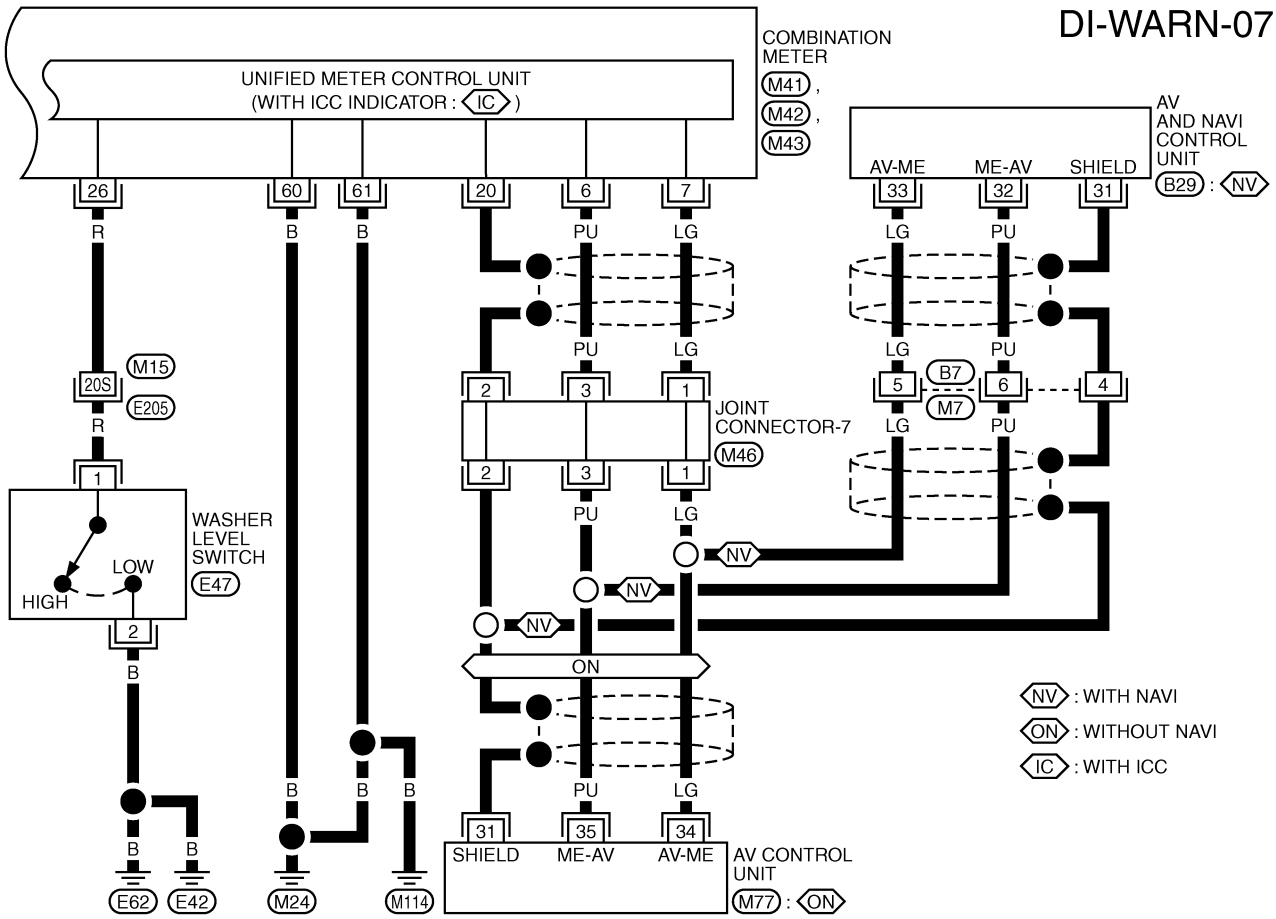 DI-WARN-07
COMBINATION
METER
M41 ,
M42 ,
M43
UNIFIED METER CONTROL UNIT
(WITH ICC INDICATOR : IC )
AV
AND NAVI
CONTROL
UNIT
B29 : NV
AV-ME ME-AV SHIELD
26 60 61 20 6 7 33 32 31
R B B PU LG LG PU
PU LG LG PU
M15
20S
E205
2 3 1
5 B7 6 4
M7
R LG PU
JOINT
CONNECTOR-7
M46
1 2 3 1
PU LG
WASHER
LEVEL
SWITCH
E47
LOW
HIGH
NV
NV
NV
2
ON
B
NV : WITH NAVI
ON : WITHOUT NAVI
IC : WITH ICC
B B B PU LG
31 35 34
B B
SHIELD ME-AV AV-ME
AV CONTROL
UNIT
M77 : ON
E62 E42 M24 M114